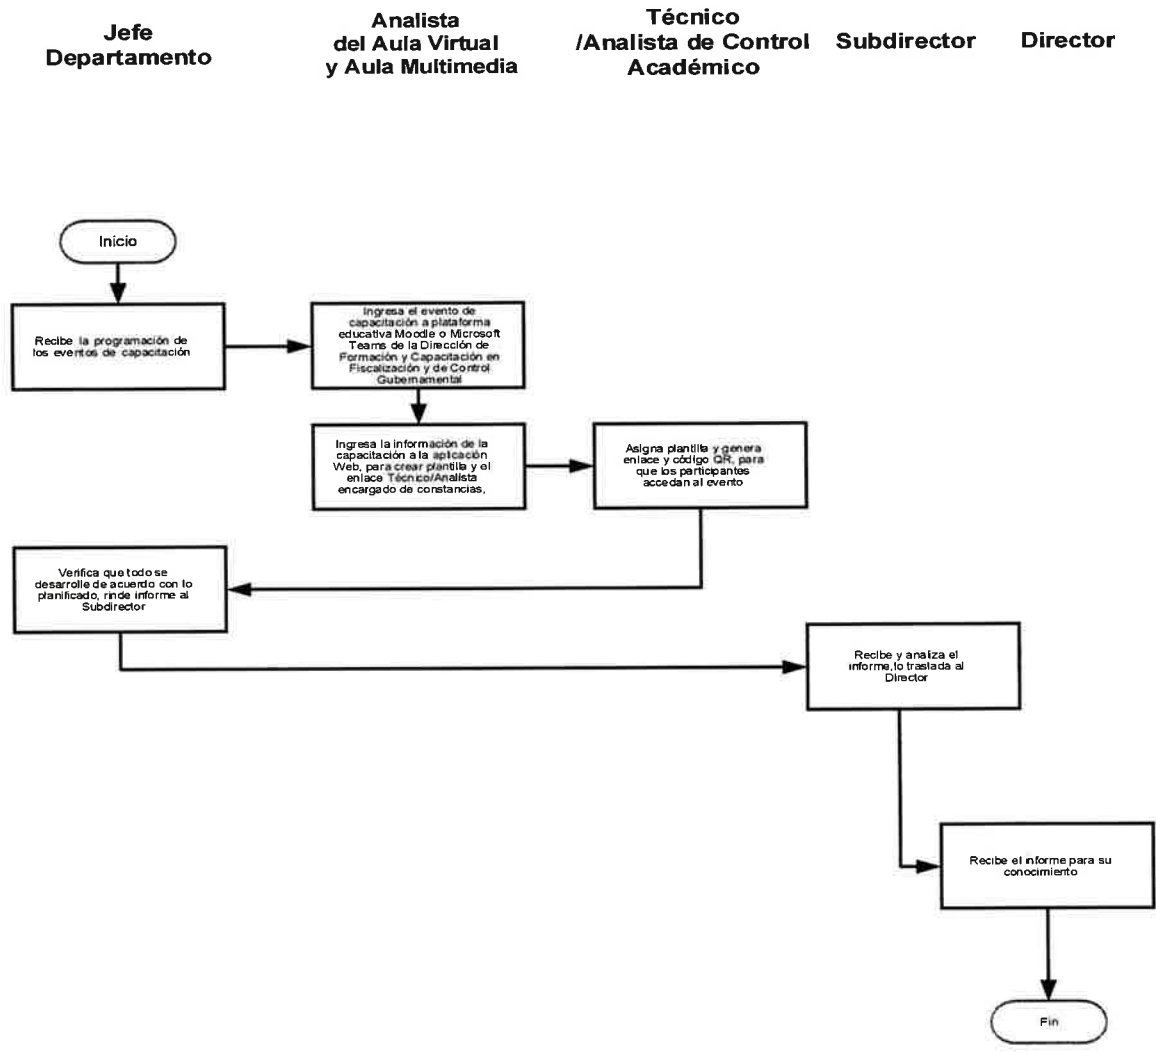 Jefe
Departamento
Analista
del Aula Virtual
y Aula Multimedia
Técnico
/Analista de Control
Académico
Subdirector
Director
Inicio
Recibe la programación de
los eventos de capacitación
Ingresa el evento de
capacitación a plataforma
educativa Moodle o Microsoft
Teams de la Dirección de
Formación y Capacitación en
Fiscalización y de Control
Gubernamental
Ingresa la información de la
capacitación a la aplicación
Web, para crear plantilla y el
enlace Técnico/Analista
encargado de constancias,
Asigna plantilla y genera
enlace y código QR, para
que los participantes
accedan al evento
Verifica que todo se
desarrolle de acuerdo con lo
planificado, rinde informe al
Subdirector
Recibe y analiza el
informe, lo traslada al
Director
Recibe el informe para su
conocimiento
Fin